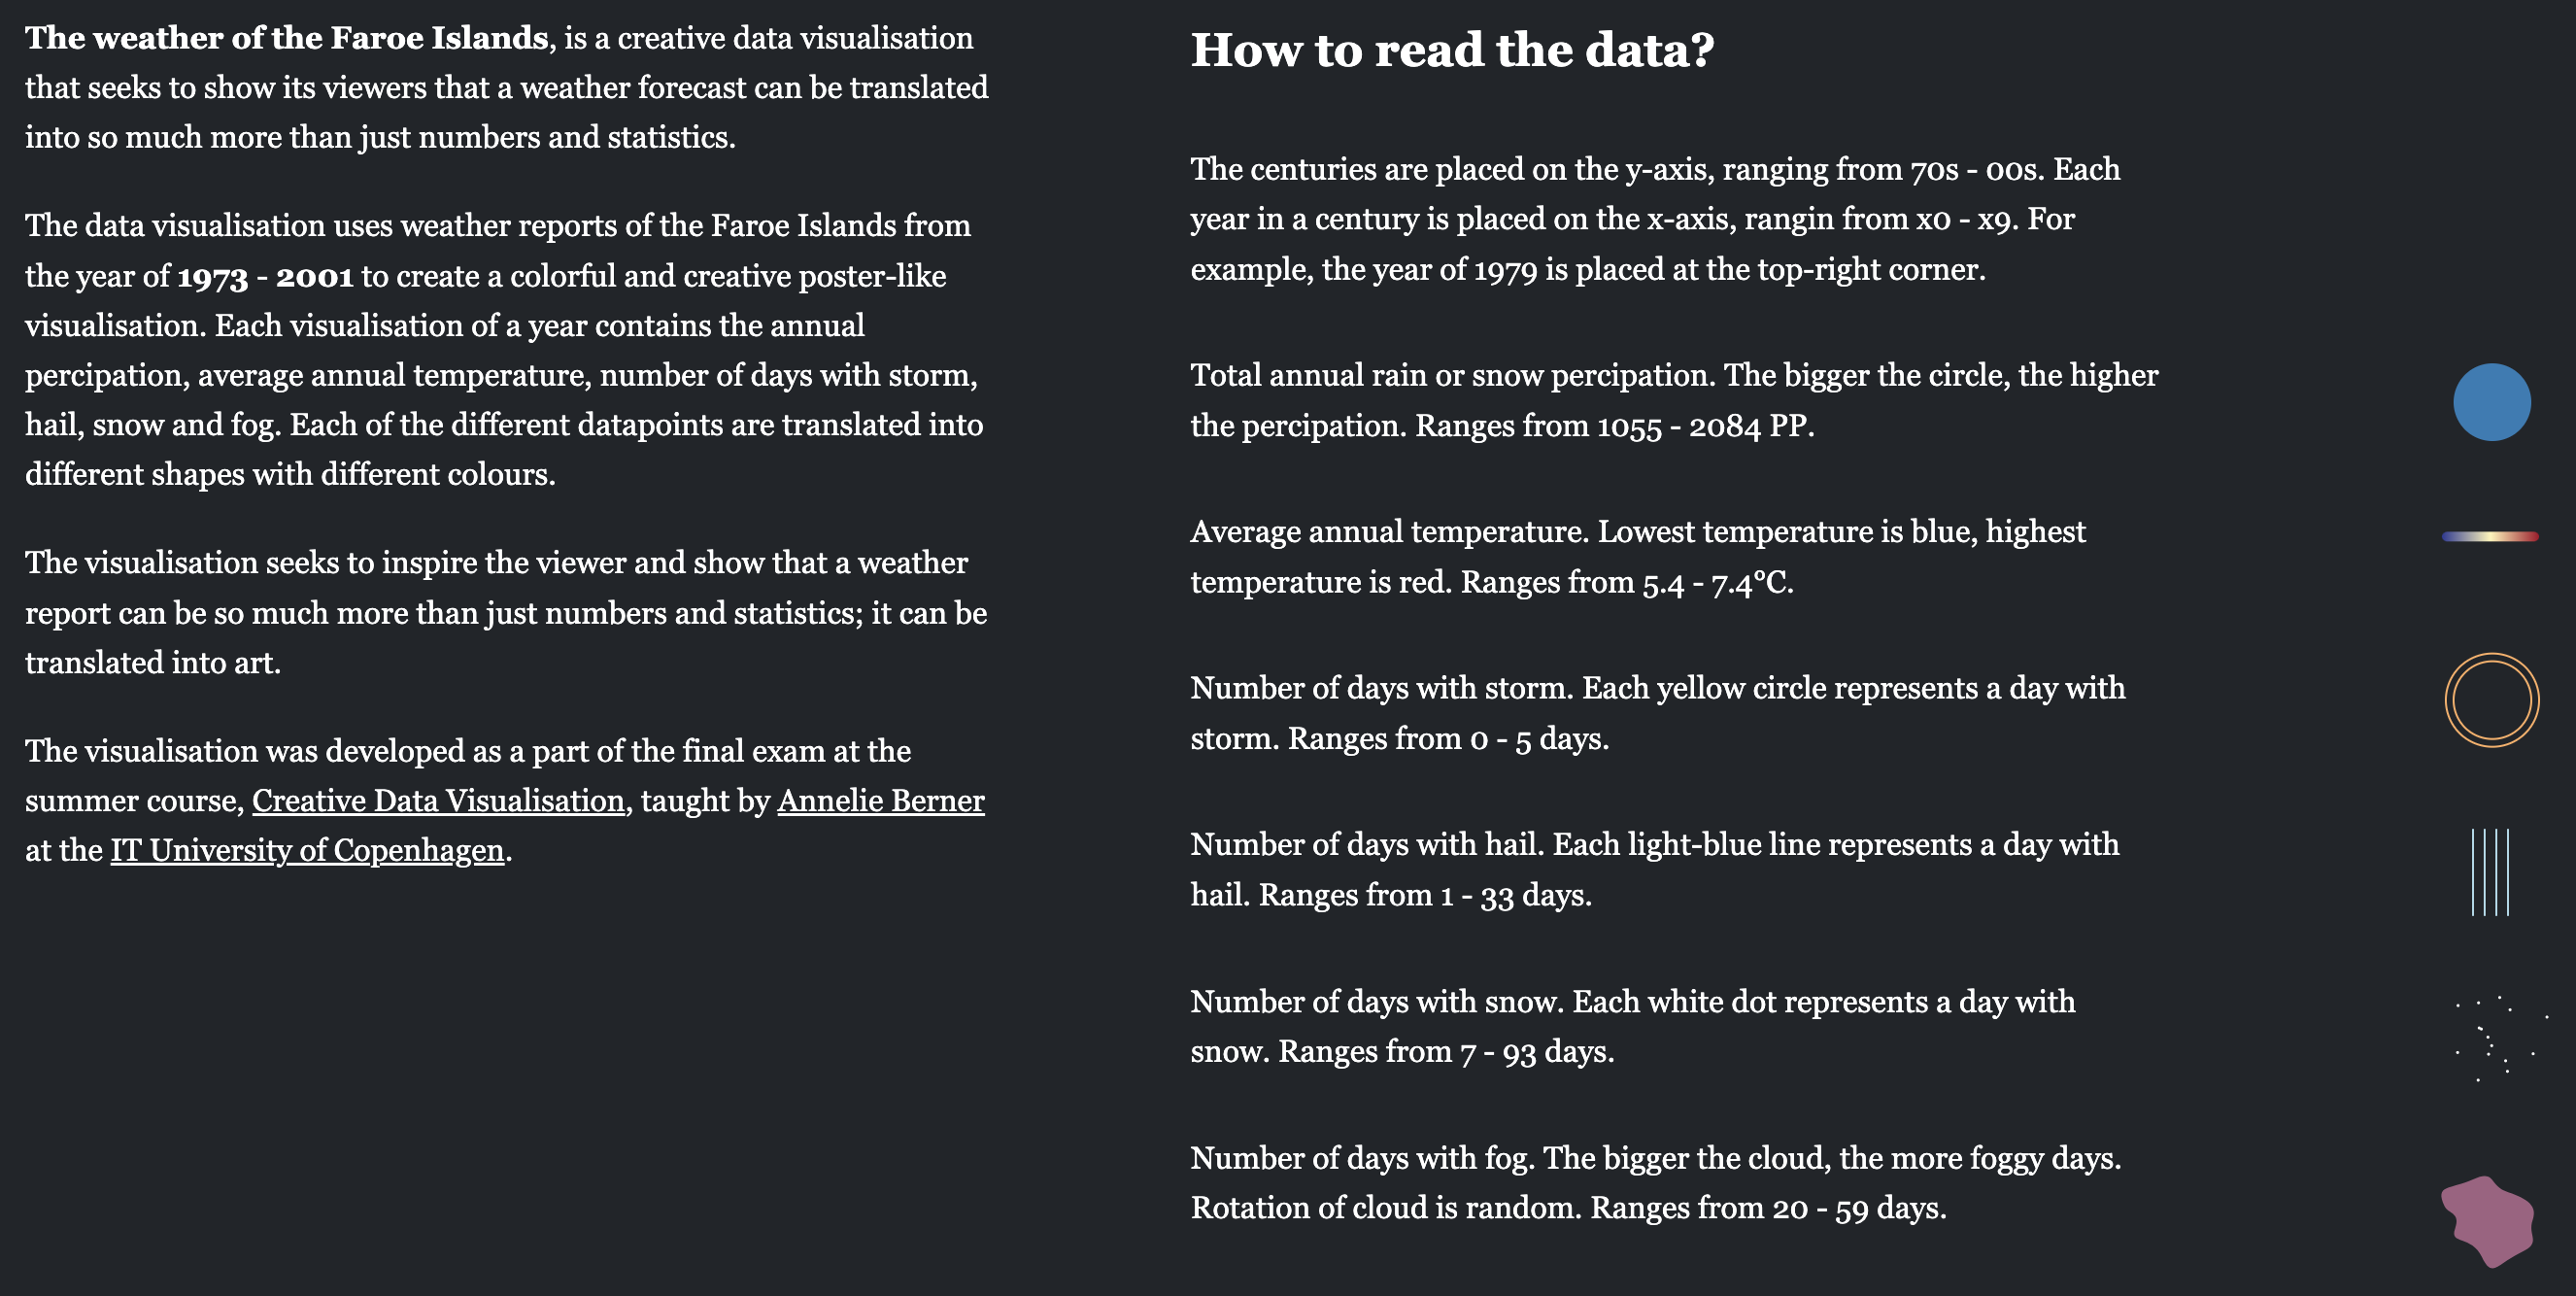 The weather of the Faroe Islands, is a creative data visualisation
that seeks to show its viewers that a weather forecast can be translated
into so much more than just numbers and statistics.
The data visualisation uses weather reports of the Faroe Islands from
the year of 1973 - 2001 to create a colorful and creative poster-like
visualisation. Each visualisation of a year contains the annual
percipation, average annual temperature, number of days with storm,
hail, snow and fog. Each of the different datapoints are translated into
different shapes with different colours.
The visualisation seeks to inspire the viewer and show that a weather
report can be so much more than just numbers and statistics; it can be
translated into art.
The visualisation was developed as a part of the final exam at the
summer course, Creative Data Visualisation, taught by Annelie Berner
at the IT University of Copenhagen.
How to read the data?
The centuries are placed on the y-axis, ranging from 70s - 00s. Each
year in a century is placed on the x-axis, rangin from x0 - x9. For
example, the year of 1979 is placed at the top-right corner.
Total annual rain or snow percipation. The bigger the circle, the higher
the percipation. Ranges from 1055 - 2084 PP.
Average annual temperature. Lowest temperature is blue, highest
temperature is red. Ranges from 5.4 - 7.4°C.
Number of days with storm. Each yellow circle represents a day with
storm. Ranges from 0 - 5 days.
Number of days with hail. Each light-blue line represents a day with
hail. Ranges from 1 - 33 days.
Number of days with snow. Each white dot represents a day with
snow. Ranges from 7 - 93 days.
Number of days with fog. The bigger the cloud, the more foggy days.
Rotation of cloud is random. Ranges from 20 - 59 days.